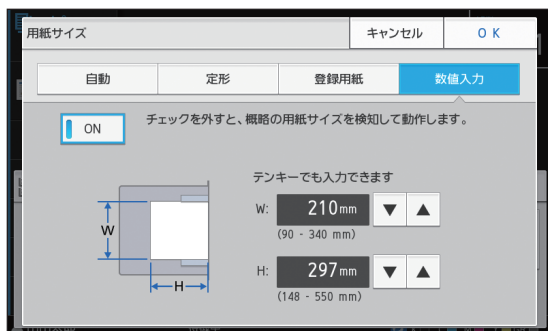 用紙サイズ
キャンセル
OK
自動
定形
登録用紙
数値入力
ON
チェックを外すと、概略の用紙サイズを検知して動作します。
テンキーでも入力できます
W: 210mm
(90 - 340 mm)
W
H: 297mm
(148 - 550 mm)
H